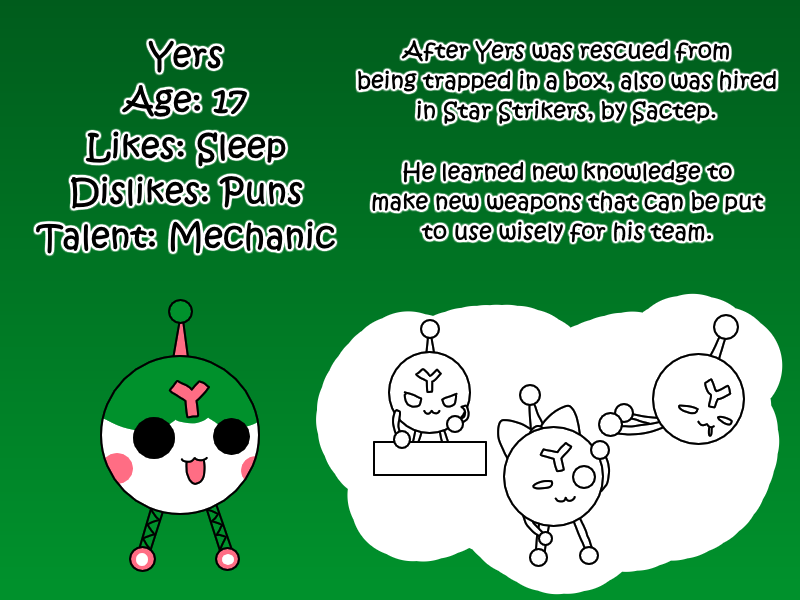 Yers
Age: 17
Likes: Sleep
Dislikes: Puns
Talent: Mechanic
After Yers was rescued from
being trapped in a box, also was hired
in Star Strikers, by Sactep.
He learned new knowledge to
make new weapons that can be put
to use wisely for his team.
Y
Y
Y
Y